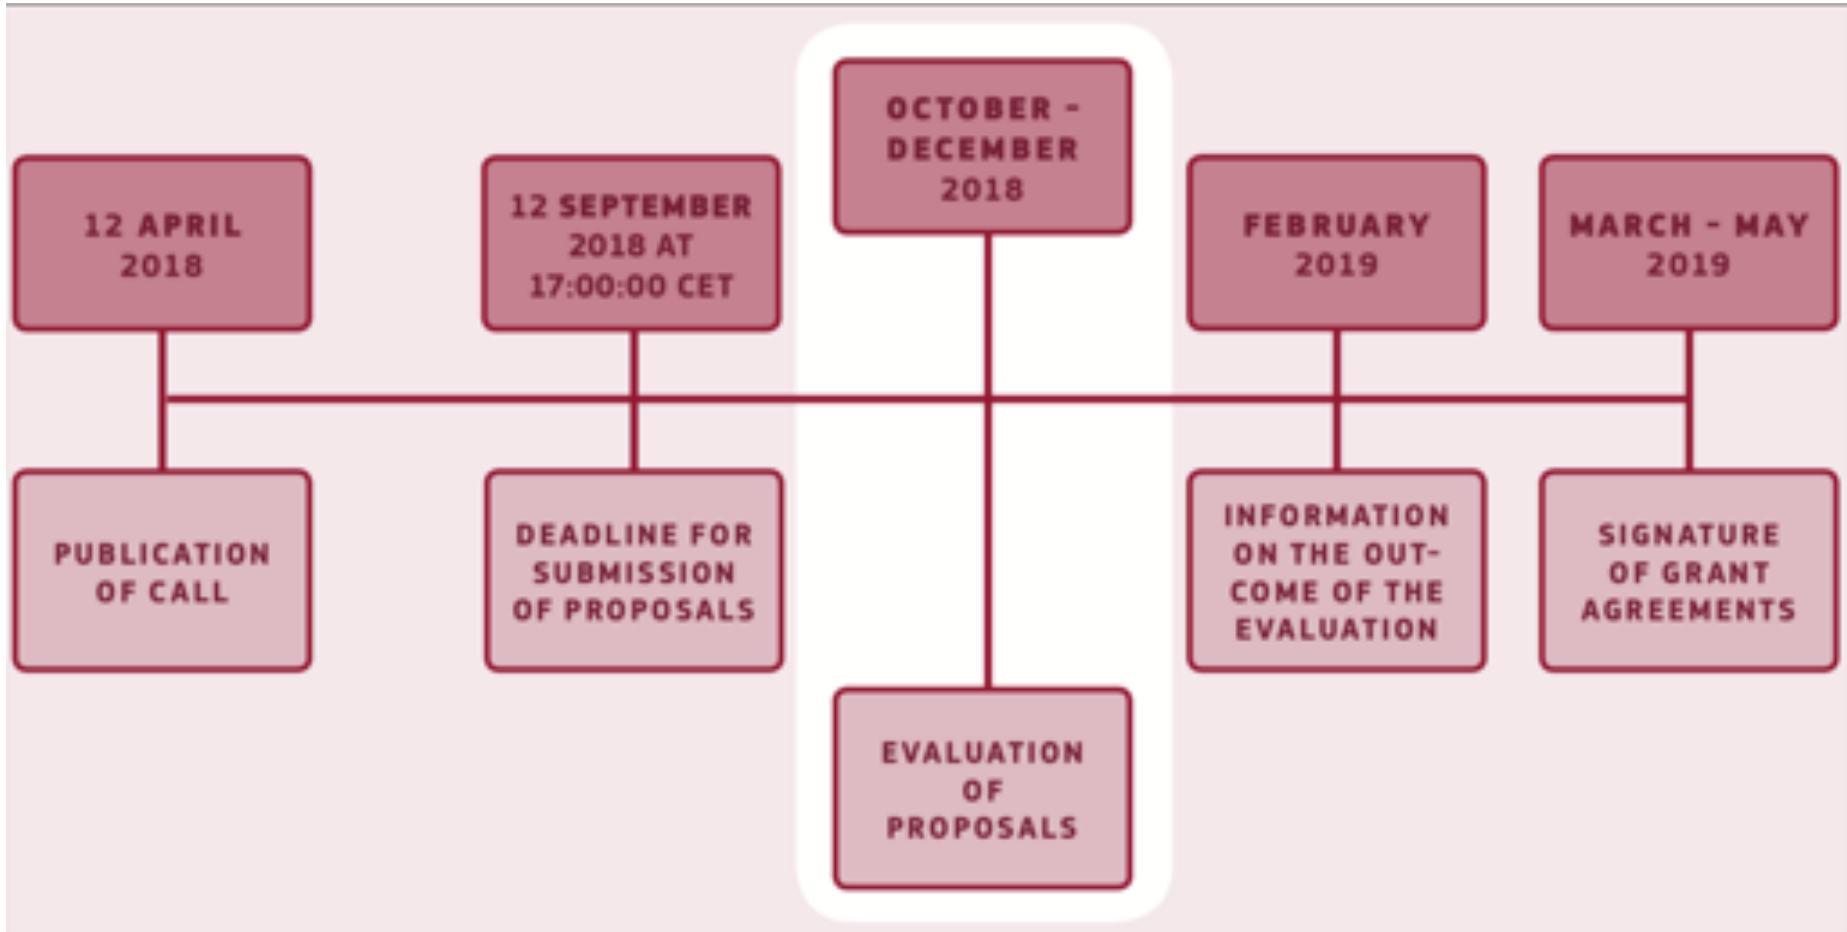 12 APRIL
2018
12 SEPTEMBER
2018 AT
17:00:00 CET
OCTOBER –
DECEMBER
2018
FEBRUARY
2019
MARCH – MAY
2019
PUBLICATION
OF CALL
DEADLINE FOR
SUBMISSION
OF PROPOSALS
EVALUATION
OF
PROPOSALS
INFORMATION
ON THE OUT-
COME OF THE
EVALUATION
SIGNATURE
OF GRANT
AGREEMENTS